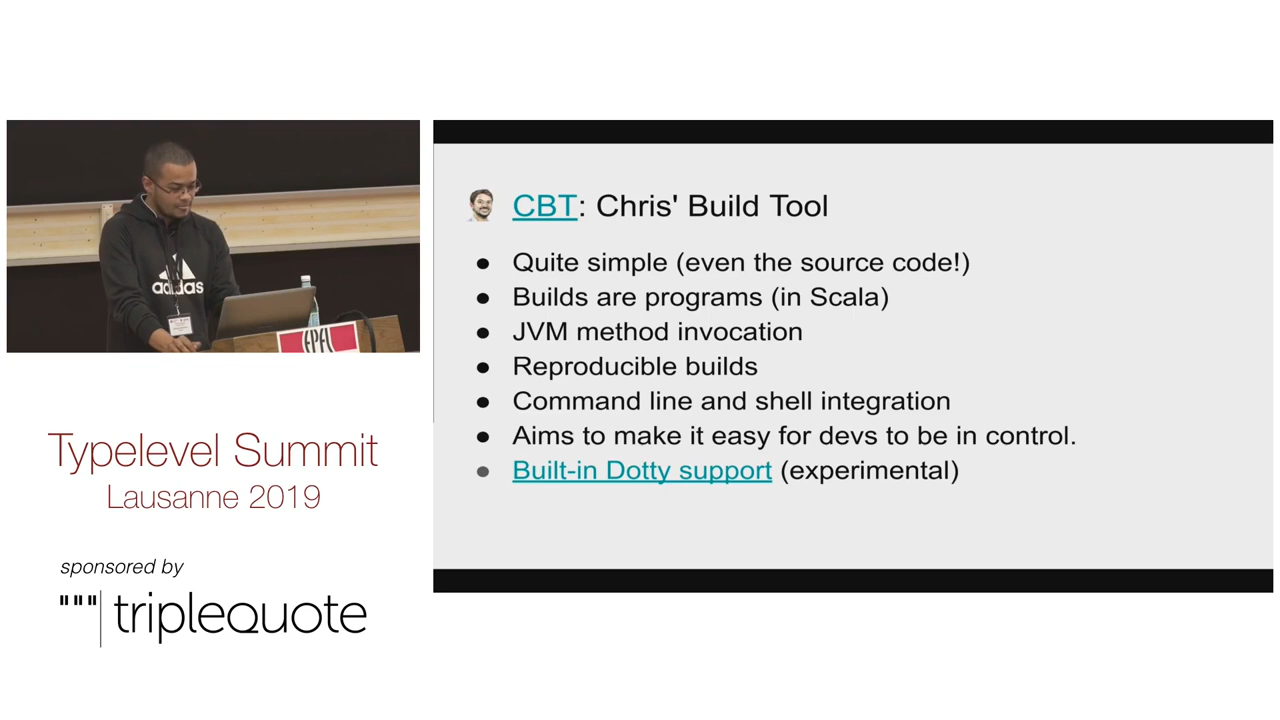 adidas
EPFL
Typelevel Summit
Lausanne 2019
sponsored by
"""|triplequote
CBT: Chris' Build Tool
● Quite simple (even the source code!)
● Builds are programs (in Scala)
● JVM method invocation
● Reproducible builds
● Command line and shell integration
● Aims to make it easy for devs to be in control.
● Built-in Dotty support (experimental)